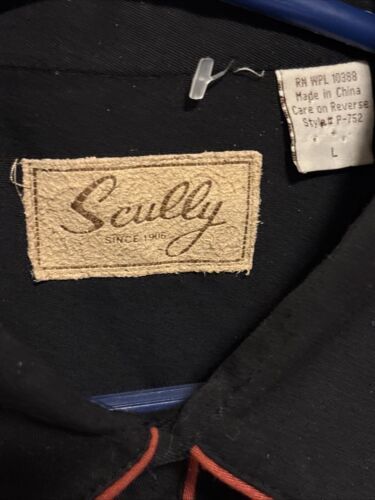 RN WPL 10388
Made in China
Care on Reverse
Style# P-752
L
Scully
SINCE 1906